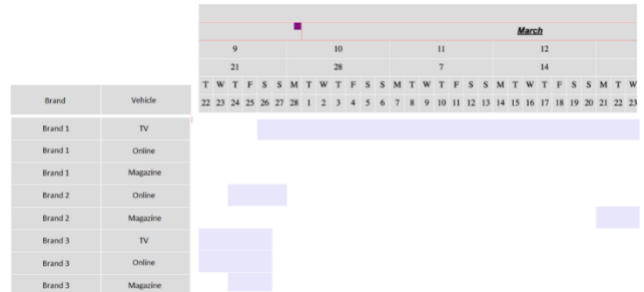 March
9 10 11 12
21 28 7 14
T W T F S S M T W T F S S M T W T F S S M T W T F S S M T W
Brand Vehicle 22 23 24 25 26 27 28 1 2 3 4 5 6 7 8 9 10 11 12 13 14 15 16 17 18 19 20 21 22 23
Brand 1 TV
Brand 1 Online
Brand 1 Magazine
Brand 2 Online
Brand 2 Magazine
Brand 3 TV
Brand 3 Online
Brand 3 Magazine